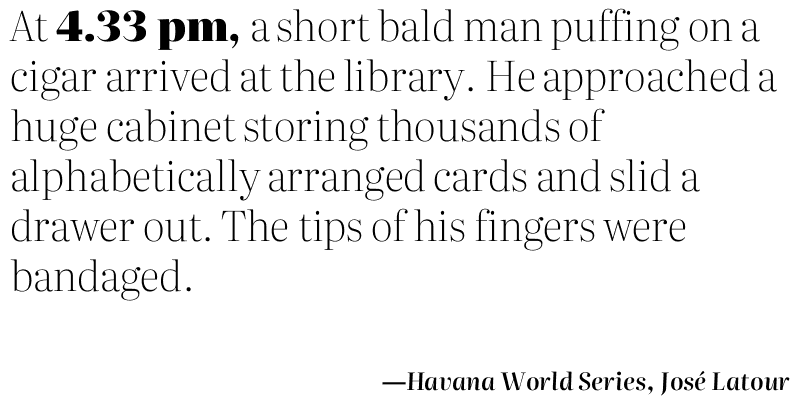 At 4.33 pm, a short bald man puffing on a
cigar arrived at the library. He approached a
huge cabinet storing thousands of
alphabetically arranged cards and slid a
drawer out. The tips of his fingers were
bandaged.
—Havana World Series, José Latour